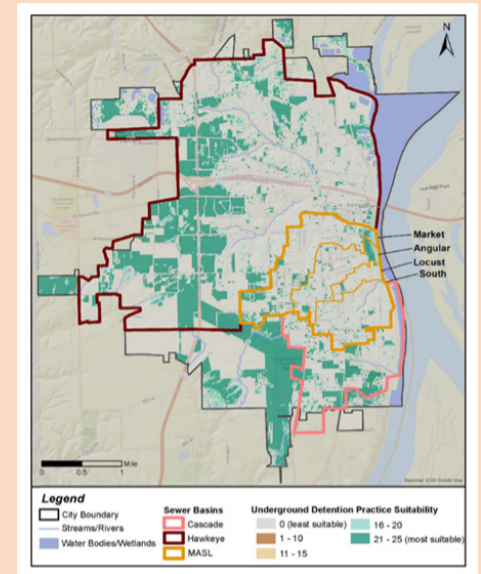 N
Market
Angular
Locust
South
0 0.5 1
Mile
Legend
City Boundary
Streams/Rivers
Water Bodies/Wetlands
Sewer Basins
Cascade
Hawkeye
MASL
Underground Detention Practice Suitability
0 (least suitable)
1 - 10
11 - 15
16 - 20
21 - 25 (most suitable)